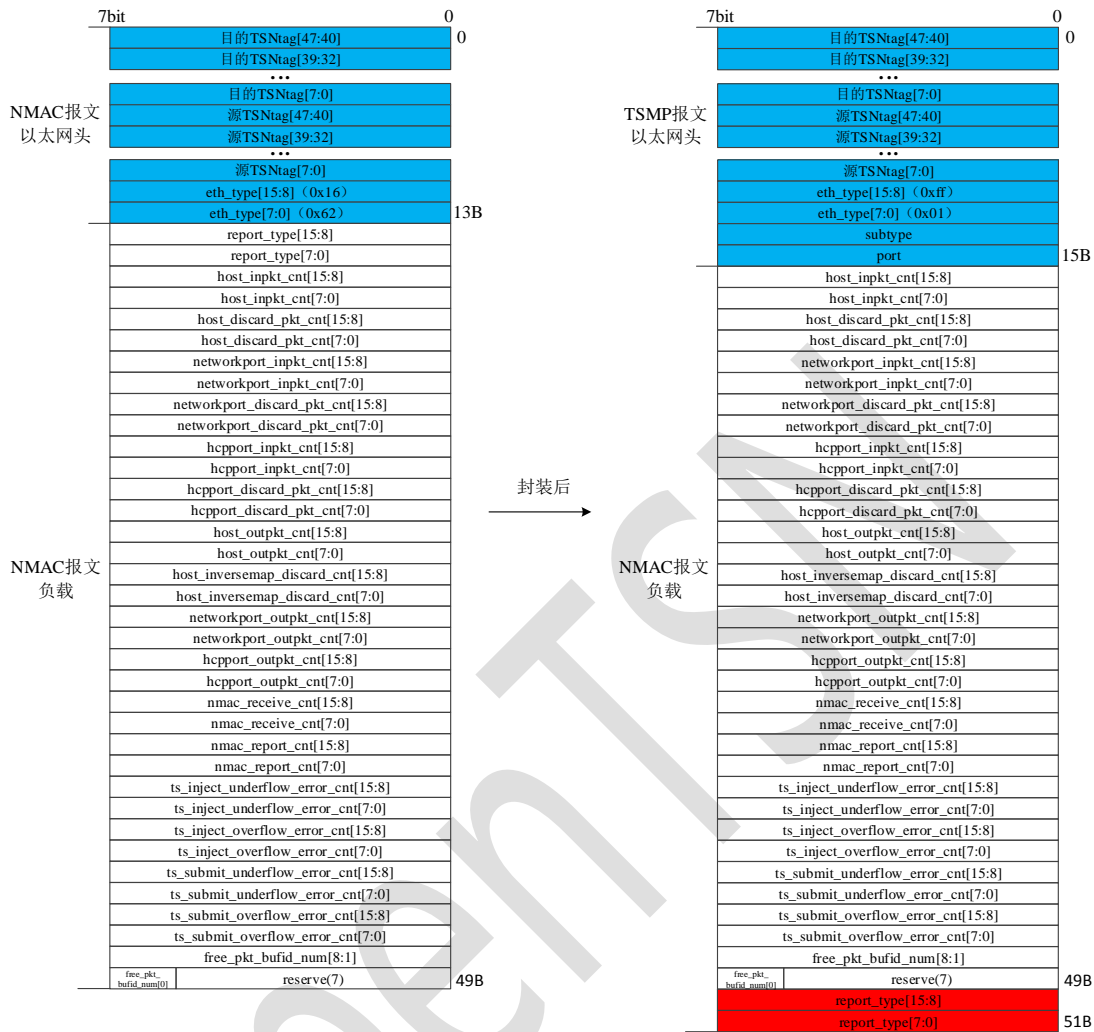 7bit 0
目的TSNtag[47:40] 0
目的TSNtag[39:32]
...
目的TSNtag[7:0]
源TSNtag[47:40]
源TSNtag[39:32]
...
源TSNtag[7:0]
eth_type[15:8]（0x16）
eth_type[7:0]（0x62） 13B
NMAC报文
以太网头
report_type[15:8]
report_type[7:0]
host_inpkt_cnt[15:8]
host_inpkt_cnt[7:0]
host_discard_pkt_cnt[15:8]
host_discard_pkt_cnt[7:0]
networkport_inpkt_cnt[15:8]
networkport_inpkt_cnt[7:0]
networkport_discard_pkt_cnt[15:8]
networkport_discard_pkt_cnt[7:0]
hcpport_inpkt_cnt[15:8]
hcpport_inpkt_cnt[7:0]
hcpport_discard_pkt_cnt[15:8]
hcpport_discard_pkt_cnt[7:0]
host_outpkt_cnt[15:8]
host_outpkt_cnt[7:0]
host_inversemap_discard_cnt[15:8]
host_inversemap_discard_cnt[7:0]
networkport_outpkt_cnt[15:8]
networkport_outpkt_cnt[7:0]
hcpport_outpkt_cnt[15:8]
hcpport_outpkt_cnt[7:0]
nmac_receive_cnt[15:8]
nmac_receive_cnt[7:0]
nmac_report_cnt[15:8]
nmac_report_cnt[7:0]
ts_inject_underflow_error_cnt[15:8]
ts_inject_underflow_error_cnt[7:0]
ts_inject_overflow_error_cnt[15:8]
ts_inject_overflow_error_cnt[7:0]
ts_submit_underflow_error_cnt[15:8]
ts_submit_underflow_error_cnt[7:0]
ts_submit_overflow_error_cnt[15:8]
ts_submit_overflow_error_cnt[7:0]
free_pkt_bufid_num[8:1]
free_pkt_
bufid_num[0]
reserve(7) 49B
NMAC报文
负载
封装后
7bit 0
目的TSNtag[47:40] 0
目的TSNtag[39:32]
...
目的TSNtag[7:0]
源TSNtag[47:40]
源TSNtag[39:32]
...
源TSNtag[7:0]
eth_type[15:8]（0xff）
eth_type[7:0]（0x01）
subtype
port 15B
TSMP报文
以太网头
host_inpkt_cnt[15:8]
host_inpkt_cnt[7:0]
host_discard_pkt_cnt[15:8]
host_discard_pkt_cnt[7:0]
networkport_inpkt_cnt[15:8]
networkport_inpkt_cnt[7:0]
networkport_discard_pkt_cnt[15:8]
networkport_discard_pkt_cnt[7:0]
hcpport_inpkt_cnt[15:8]
hcpport_inpkt_cnt[7:0]
hcpport_discard_pkt_cnt[15:8]
hcpport_discard_pkt_cnt[7:0]
host_outpkt_cnt[15:8]
host_outpkt_cnt[7:0]
host_inversemap_discard_cnt[15:8]
host_inversemap_discard_cnt[7:0]
networkport_outpkt_cnt[15:8]
networkport_outpkt_cnt[7:0]
hcpport_outpkt_cnt[15:8]
hcpport_outpkt_cnt[7:0]
nmac_receive_cnt[15:8]
nmac_receive_cnt[7:0]
nmac_report_cnt[15:8]
nmac_report_cnt[7:0]
ts_inject_underflow_error_cnt[15:8]
ts_inject_underflow_error_cnt[7:0]
ts_inject_overflow_error_cnt[15:8]
ts_inject_overflow_error_cnt[7:0]
ts_submit_underflow_error_cnt[15:8]
ts_submit_underflow_error_cnt[7:0]
ts_submit_overflow_error_cnt[15:8]
ts_submit_overflow_error_cnt[7:0]
free_pkt_bufid_num[8:1]
free_pkt_
bufid_num[0]
reserve(7) 49B
report_type[15:8]
report_type[7:0] 51B
NMAC报文
负载
enTSN